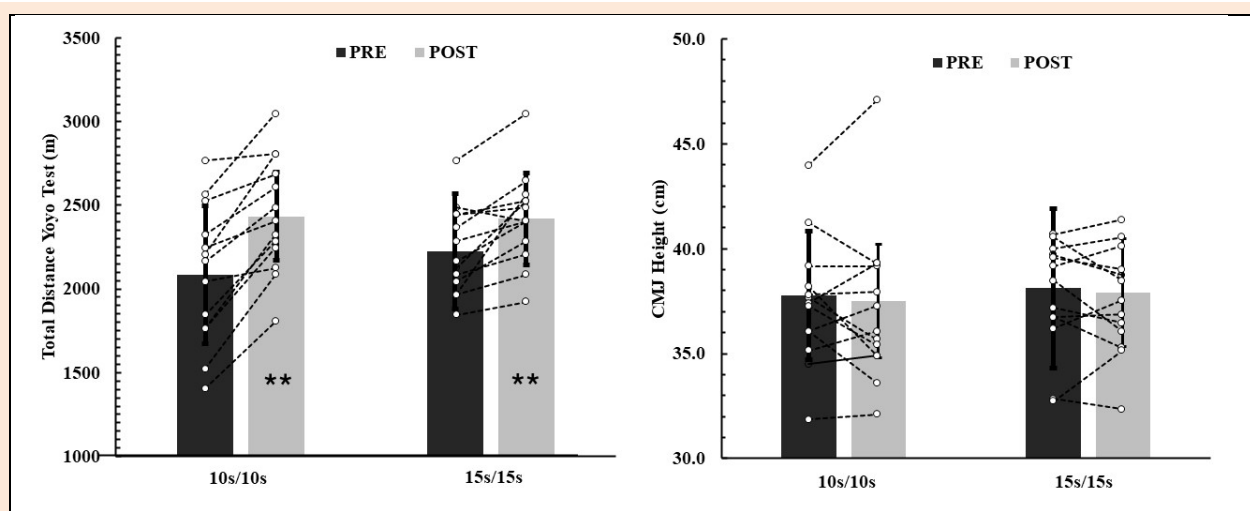 3500
3000
2500
2000
1500
1000
Total Distance Yoyo Test (m)
PRE POST
** **
10s/10s 15s/15s
50.0
45.0
40.0
35.0
30.0
CMJ Height (cm)
PRE POST
10s/10s 15s/15s